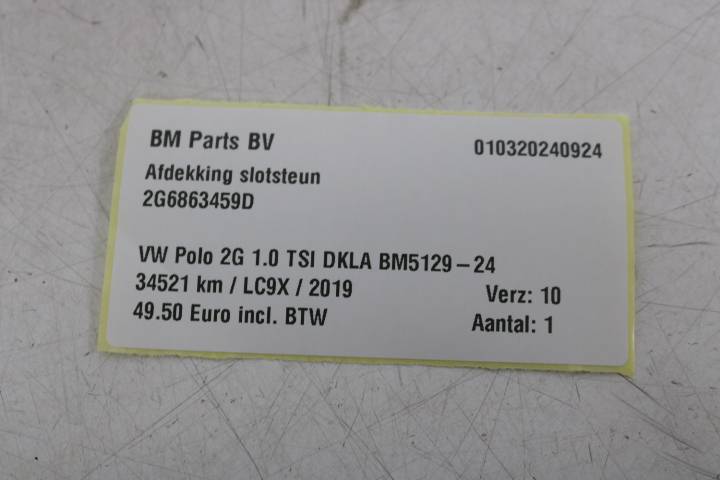 BM Parts BV 010320240924
Afdekking slotsteun
2G6863459D
VW Polo 2G 1.0 TSI DKLA BM5129-24
34521 km / LC9X / 2019 Verz: 10
49.50 Euro incl. BTW Aantal: 1